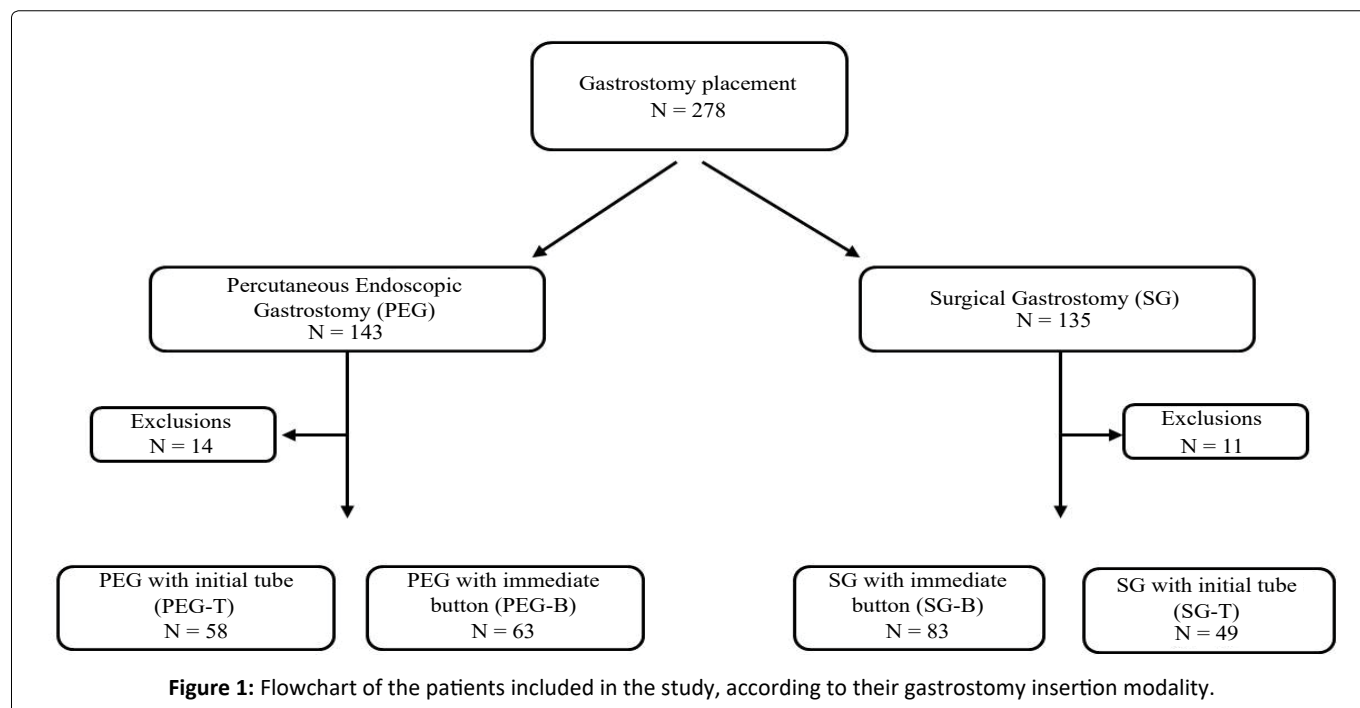 Gastrostomy placement
N = 278
Percutaneous Endoscopic
Gastrostomy (PEG)
N = 143
Surgical Gastrostomy (SG)
N = 135
Exclusions
N = 14
Exclusions
N = 11
PEG with initial tube
(PEG-T)
N = 58
PEG with immediate
button (PEG-B)
N = 63
SG with immediate
button (SG-B)
N = 83
SG with initial tube
(SG-T)
N = 49
Figure 1: Flowchart of the patients included in the study, according to their gastrostomy insertion modality.